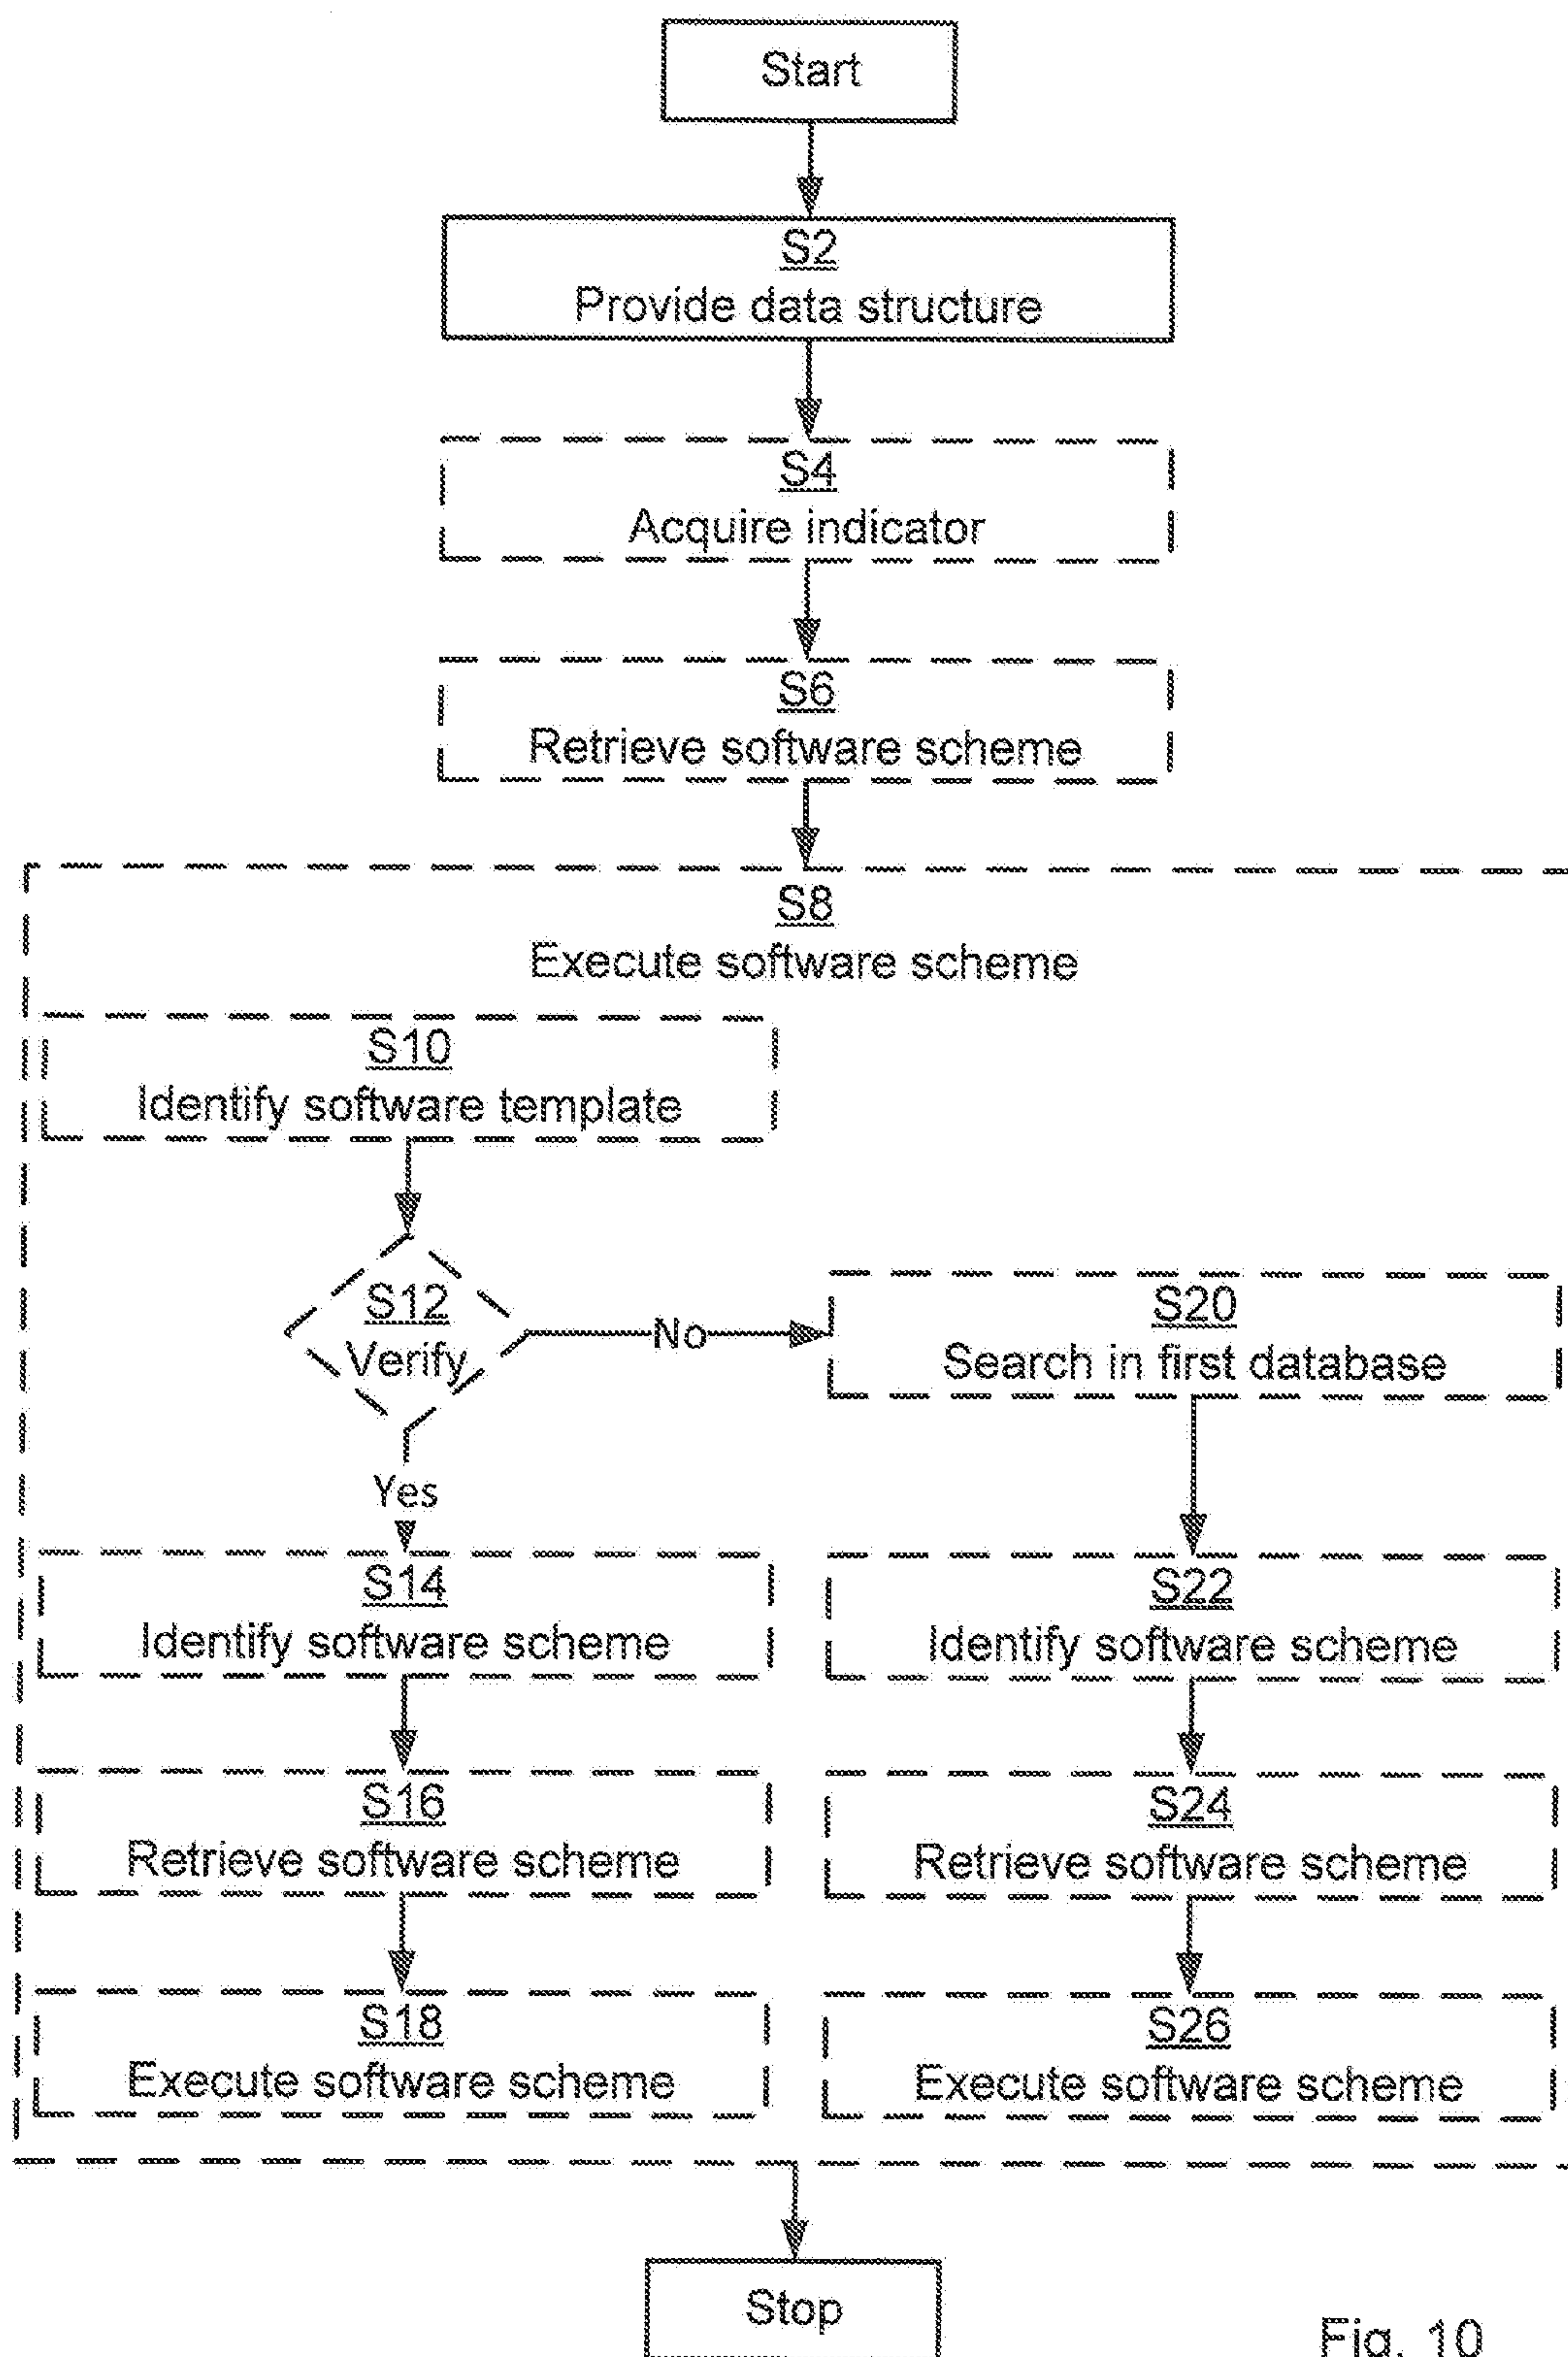 Start
S2
Provide data structure
S4
Acquire indicator
S6
Retrieve software scheme
S8
Execute software scheme
S10
Identify software template
S12
Verify
No
S20
Search in first database
Yes
S14
Identify software scheme
S22
Identify software scheme
S16
Retrieve software scheme
S24
Retrieve software scheme
S18
Execute software scheme
S26
Execute software scheme
Stop
Fig. 10